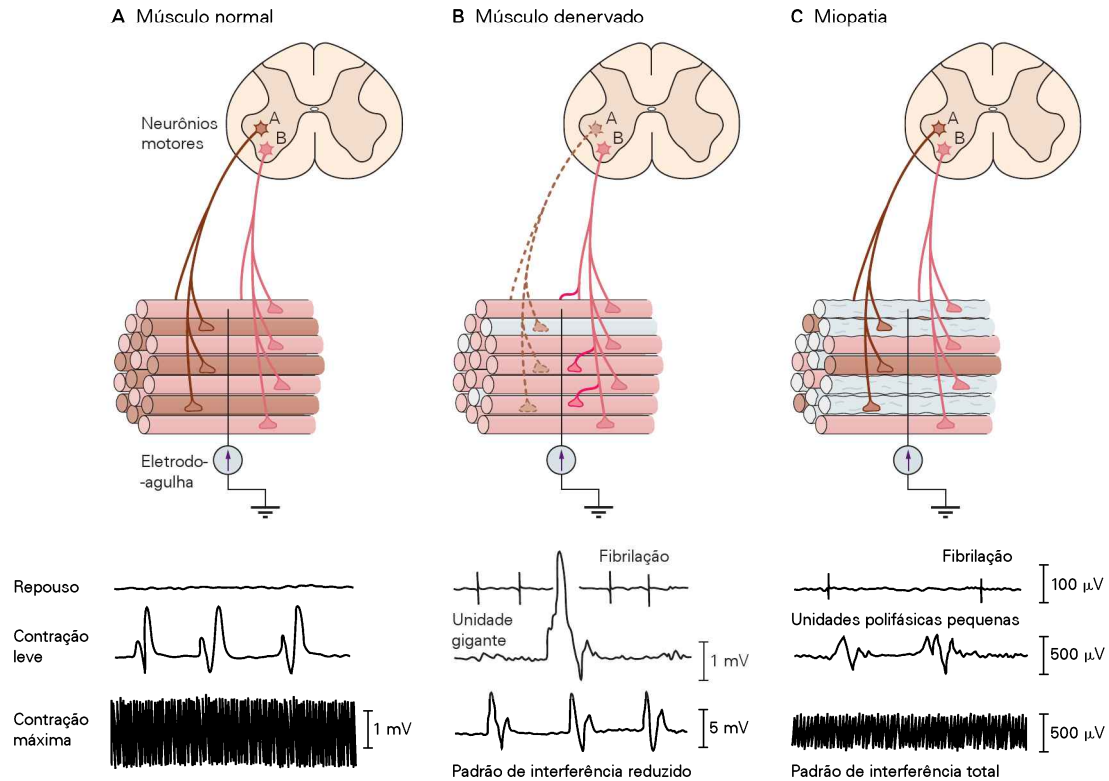 A Músculo normal
B Músculo denervado
C Miopatia
A
B
Neurônios
motores
A
B
A
B
Eletrodo-
-agulha
Repouso
Contração
leve
Contração
máxima
1 mV
Fibrilação
Unidade
gigante
1 mV
5 mV
Padrão de interferência reduzido
Fibrilação
100 µV
Unidades polifásicas pequenas
500 µV
500 µV
Padrão de interferência total